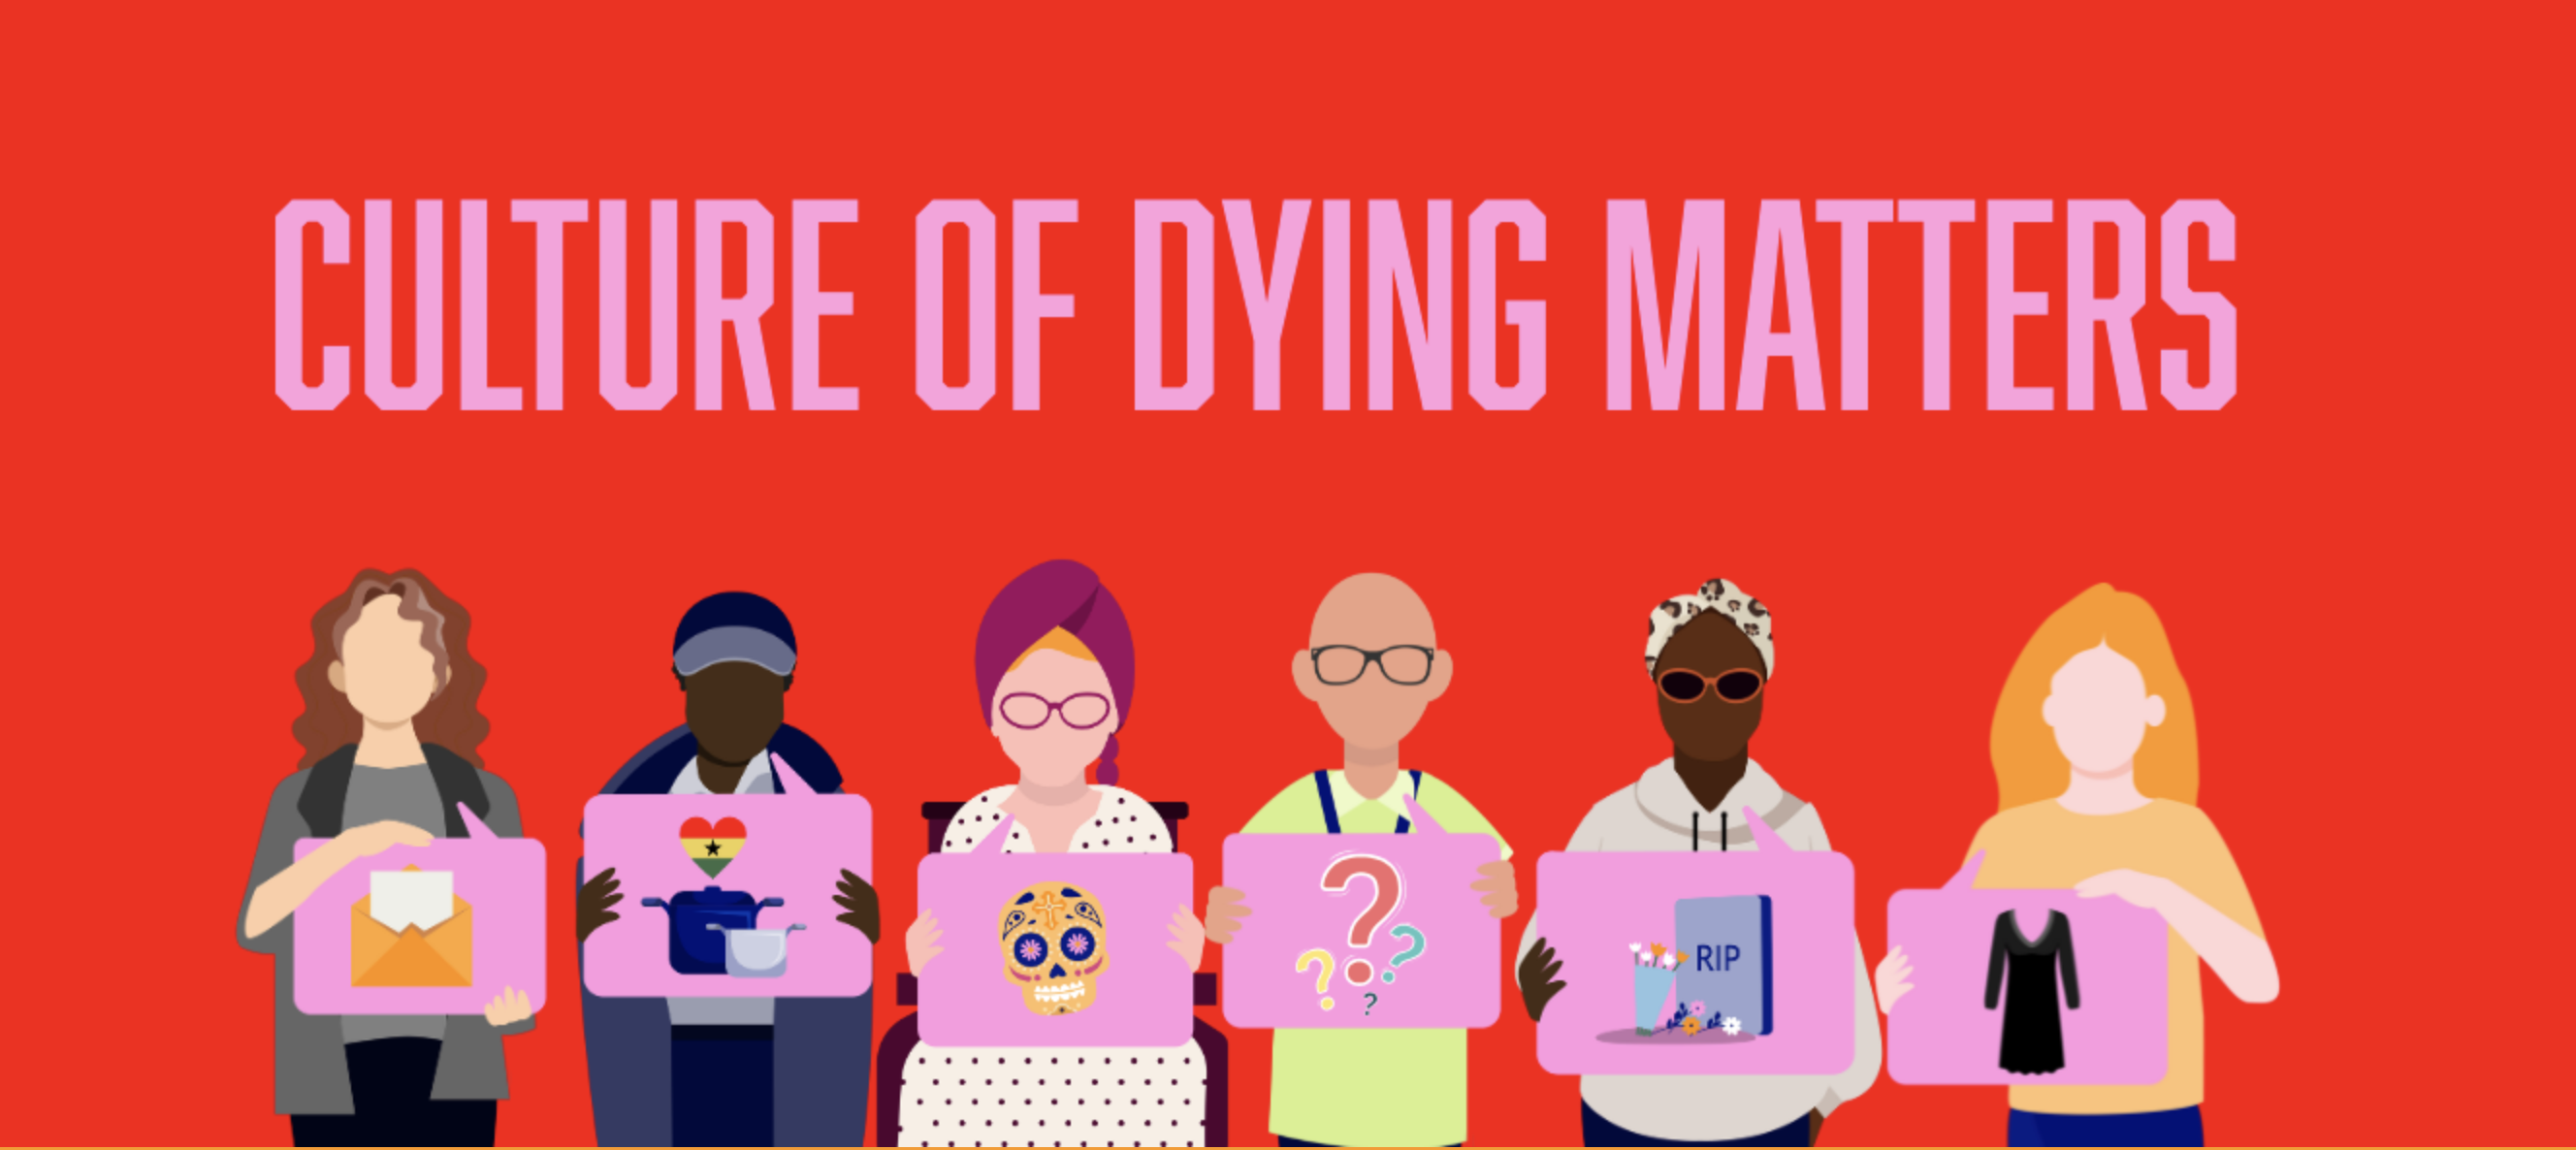 CULTURE OF DYING MATTERS
? ? ? ?
RIP